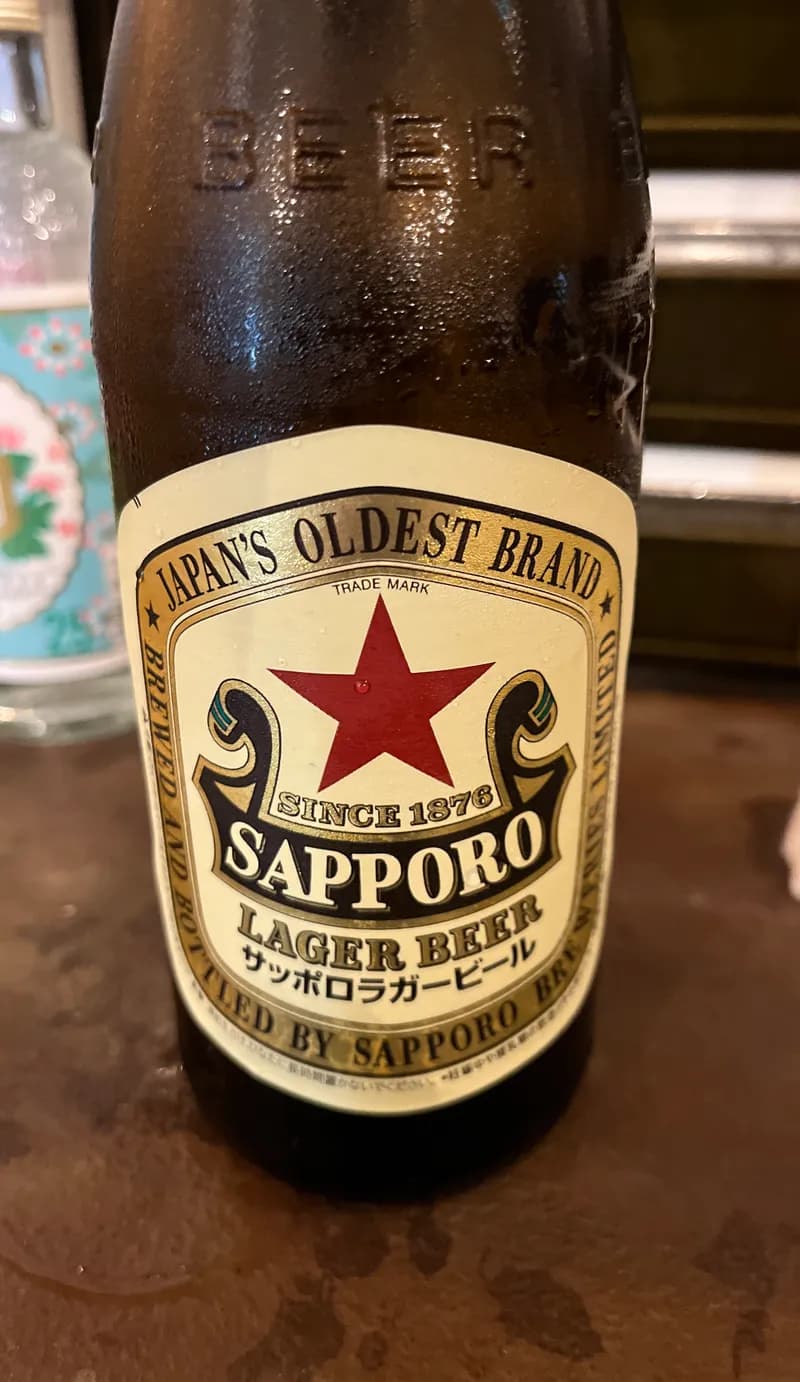 BEER
JAPAN'S OLDEST BRAND
TRADE MARK
SINCE 1876
SAPPORO
LAGER BEER
サッポロラガービール
BREWED AND BOTTLED BY SAPPORO BREWERIES LIMITED
25